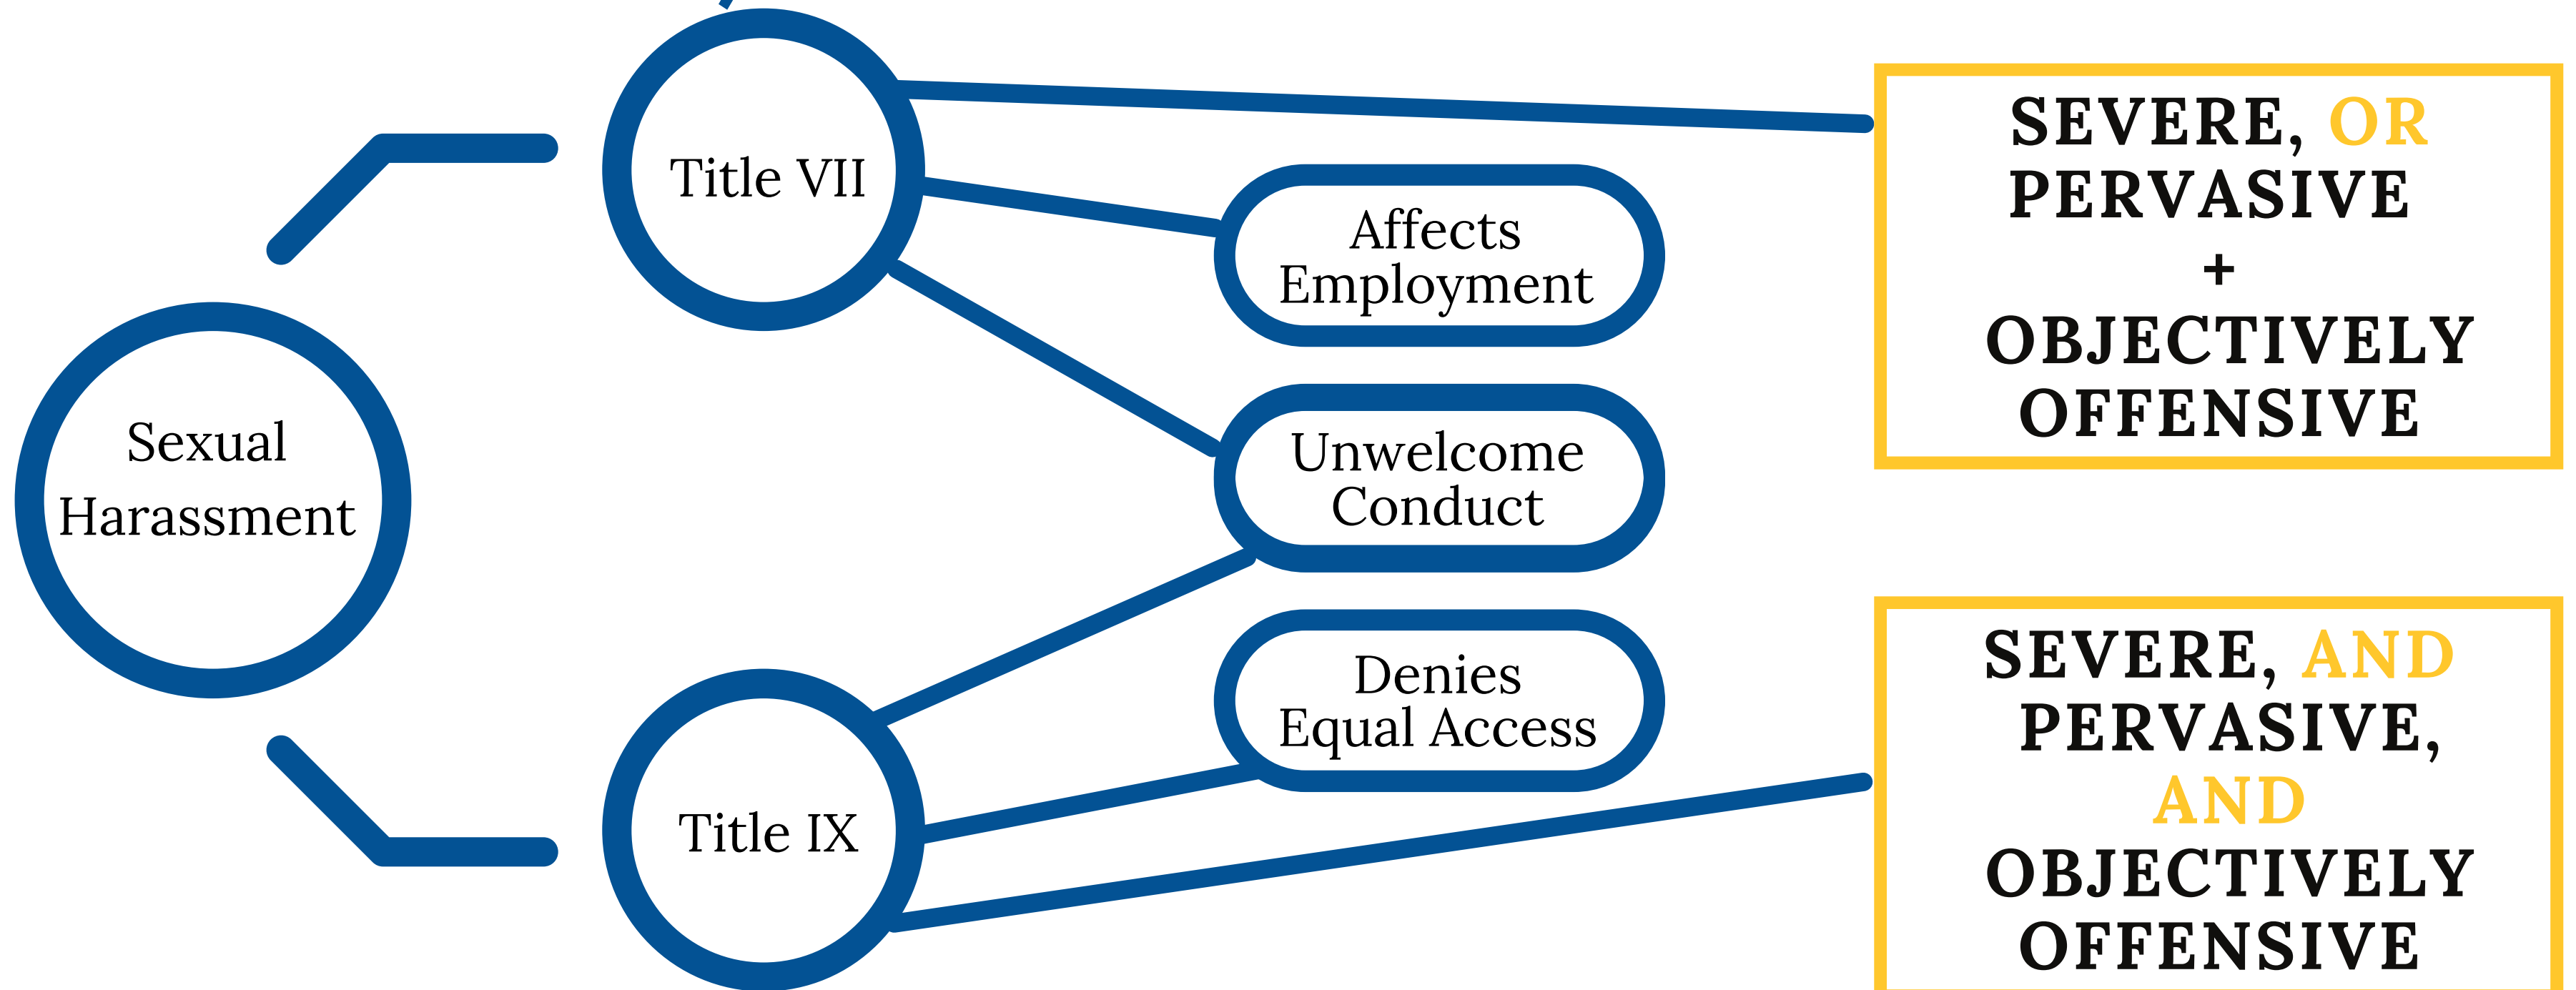 Sexual
Harassment
Title VII
Title IX
Affects
Employment
Unwelcome
Conduct
Denies
Equal Access
SEVERE, OR
PERVASIVE
+
OBJECTIVELY
OFFENSIVE
SEVERE, AND
PERVASIVE,
AND
OBJECTIVELY
OFFENSIVE